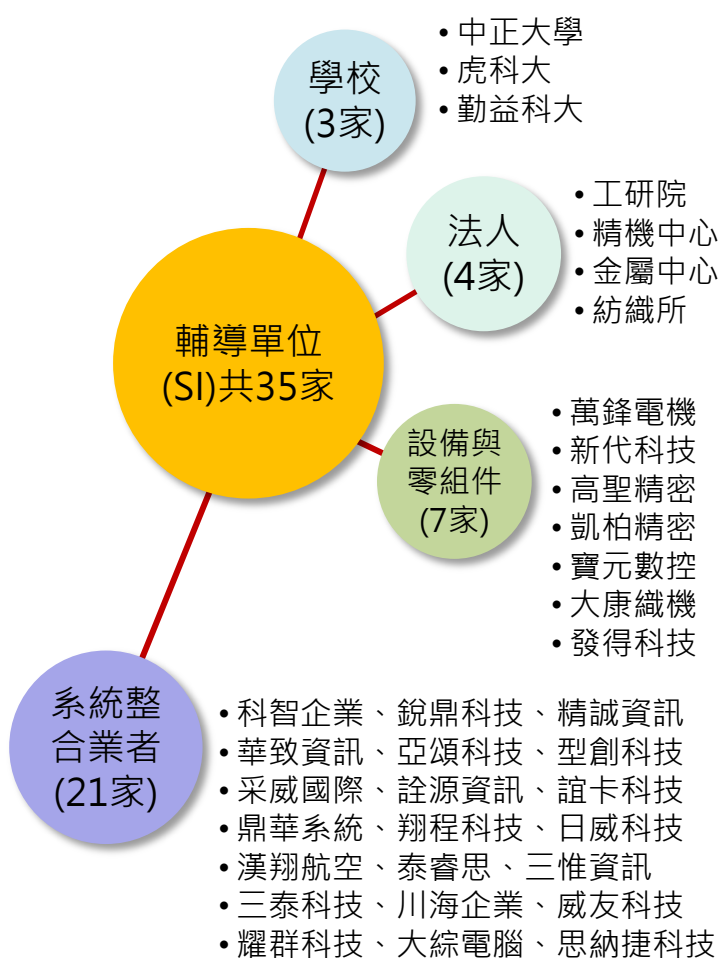 學校
(3家)
• 中正大學
• 虎科大
• 勤益科大
法人
(4家)
• 工研院
• 精機中心
• 金屬中心
• 紡織所
輔導單位
(SI)共35家
設備與
零組件
(7家)
• 萬鋒電機
• 新代科技
• 高聖精密
• 凱柏精密
• 寶元數控
• 大康織機
• 發得科技
系統整
合業者
(21家)
• 科智企業、銳鼎科技、精誠資訊
• 華致資訊、亞頌科技、型創科技
• 采威國際、詮源資訊、誼卡科技
• 鼎華系統、翔程科技、日威科技
• 漢翔航空、泰睿思、三惟資訊
• 三泰科技、川海企業、威友科技
• 耀群科技、大綜電腦、思納捷科技